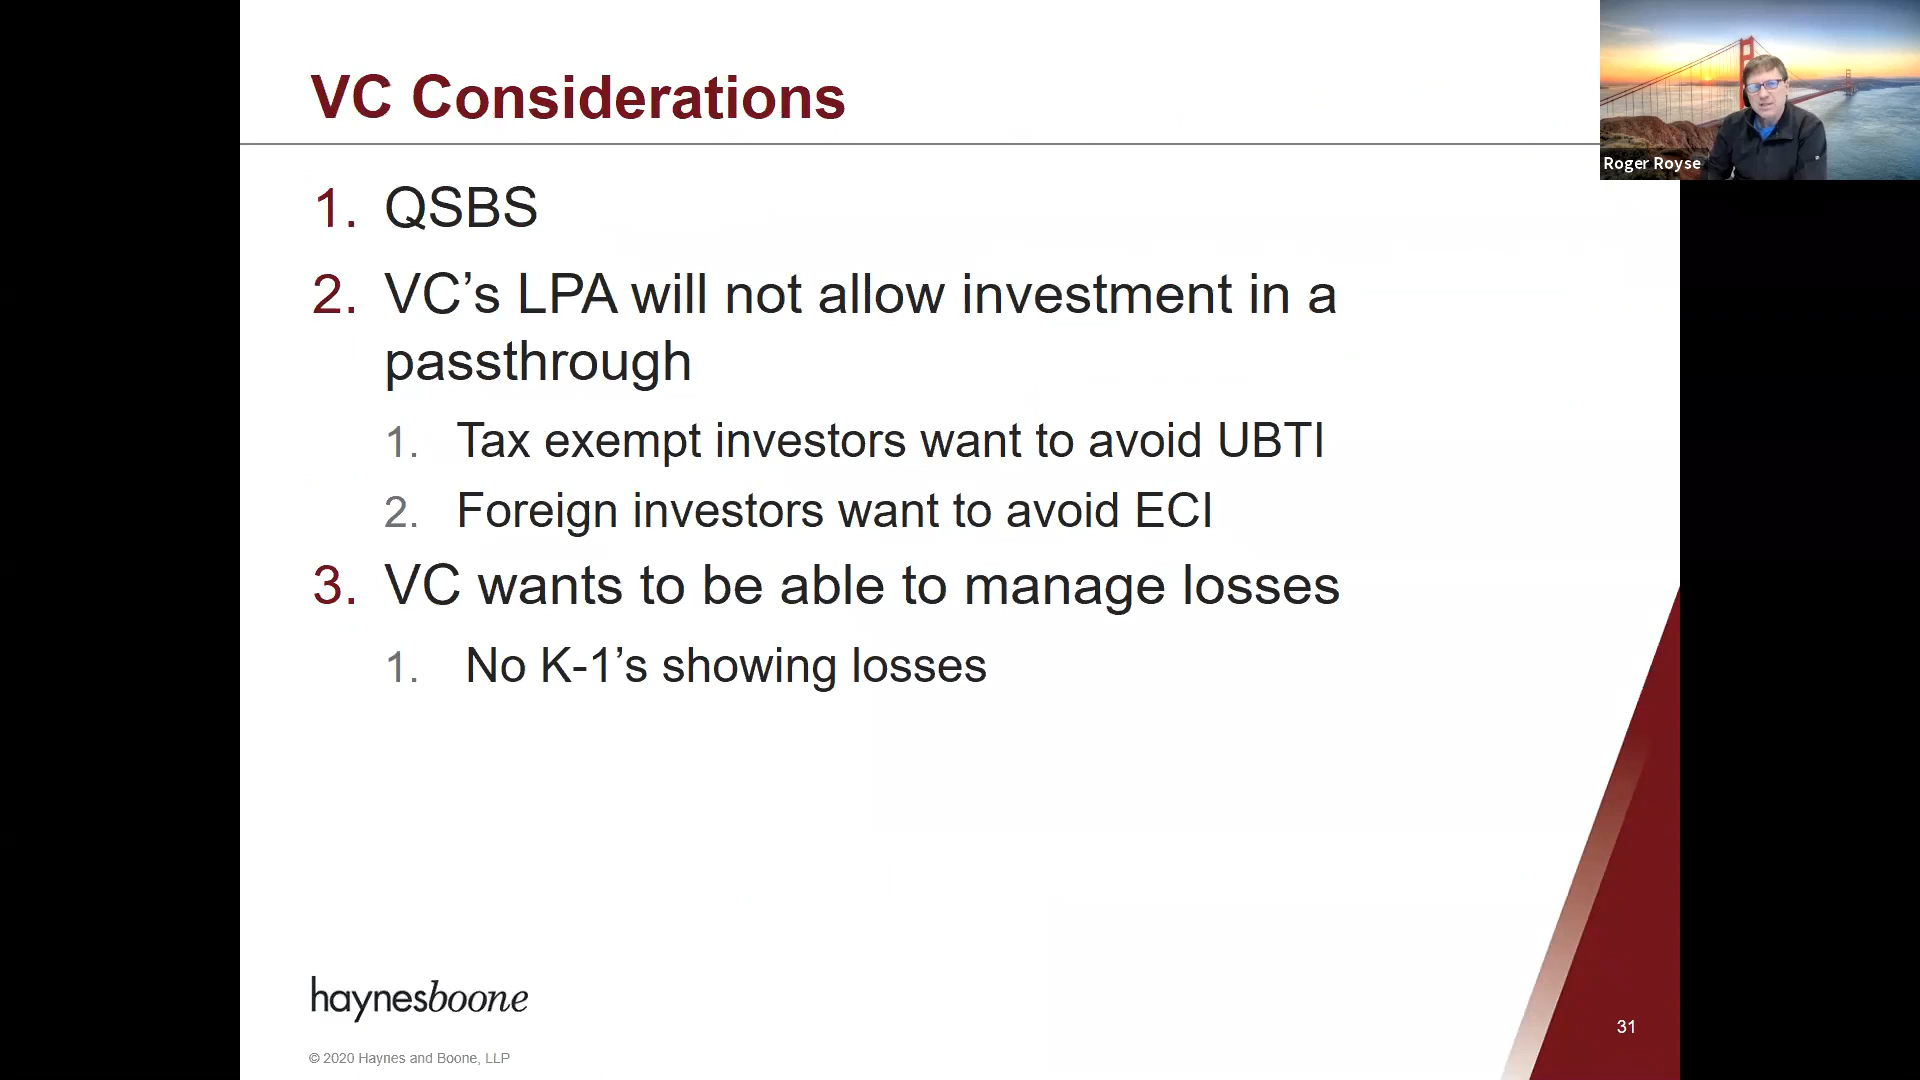 VC Considerations
Roger Royse
1. QSBS
2. VC’s LPA will not allow investment in a
passthrough
1. Tax exempt investors want to avoid UBTI
2. Foreign investors want to avoid ECI
3. VC wants to be able to manage losses
1. No K-1’s showing losses
haynesboone
31
© 2020 Haynes and Boone, LLP